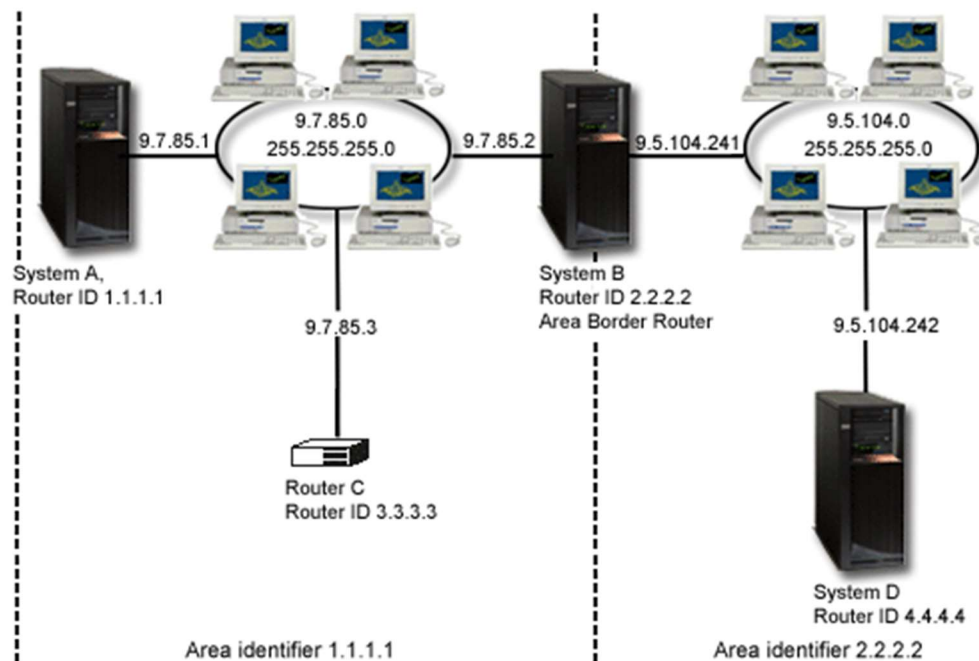 9.7.85.1
9.7.85.0
255.255.255.0
9.7.85.2
9.5.104.241
9.5.104.0
255.255.255.0
System A,
Router ID 1.1.1.1
System B
Router ID 2.2.2.2
Area Border Router
9.7.85.3
9.5.104.242
Router C
Router ID 3.3.3.3
System D
Router ID 4.4.4.4
Area identifier 1.1.1.1
Area identifier 2.2.2.2